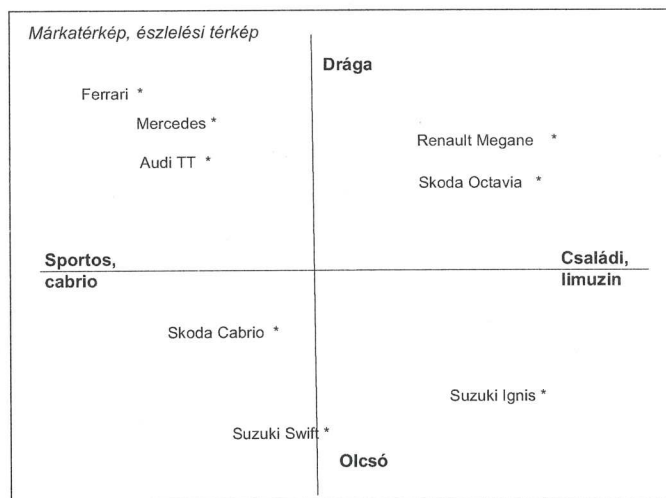 Márkatérkép, észlelési térkép
Drága
Ferrari *
Mercedes *
Renault Megane *
Audi TT *
Skoda Octavia *
Sportos,
cabrio
Családi,
limuzin
Skoda Cabrio *
Suzuki Ignis *
Suzuki Swift *
Olcsó